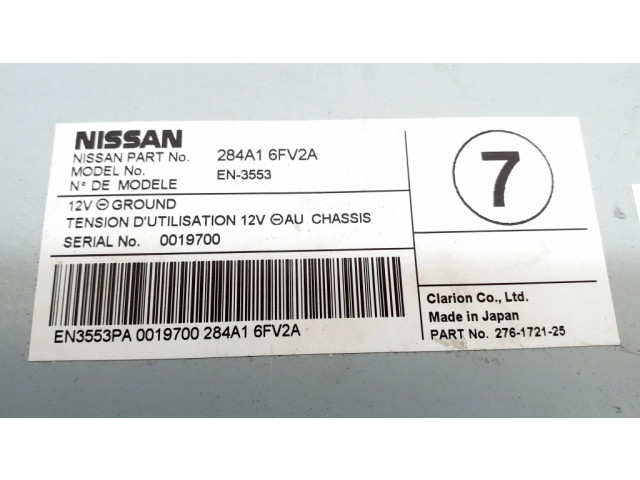 NISSAN
NISSAN PART No. 284A1 6FV2A
MODEL No. EN-3553
N° DE MODELE
12V ⊖ GROUND
TENSION D'UTILISATION 12V ⊖ AU CHASSIS
SERIAL No. 0019700
EN3553PA 0019700 284A1 6FV2A
7
Clarion Co., Ltd.
Made in Japan
PART No. 276-1721-25